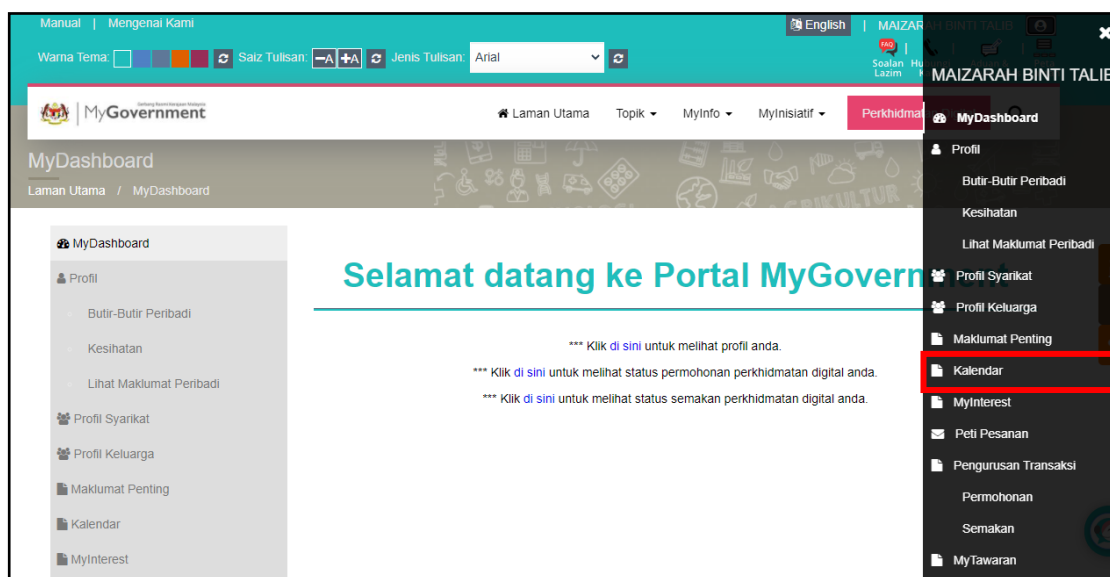 Manual | Mengenai Kami
English | MAIZARAH BINTI TALIB
Warna Tema: Saiz Tulisan: -A +A Jenis Tulisan: Arial
FAQ
Soalan
Lazim
MyGovernment
Laman Utama Topik MyInfo MyInisiatif Perkhidmatan
MyDashboard
Laman Utama / MyDashboard
MyDashboard
Profil
Butir-Butir Peribadi
Kesihatan
Lihat Maklumat Peribadi
Profil Syarikat
Profil Keluarga
Maklumat Penting
Kalendar
MyInterest
Selamat datang ke Portal MyGovernment
*** Klik di sini untuk melihat profil anda.
*** Klik di sini untuk melihat status permohonan perkhidmatan digital anda.
*** Klik di sini untuk melihat status semakan perkhidmatan digital anda.
MAIZARAH BINTI TALIB
MyDashboard
Profil
Butir-Butir Peribadi
Kesihatan
Lihat Maklumat Peribadi
Profil Syarikat
Profil Keluarga
Maklumat Penting
Kalendar
MyInterest
Peti Pesanan
Pengurusan Transaksi
Permohonan
Semakan
MyTawaran